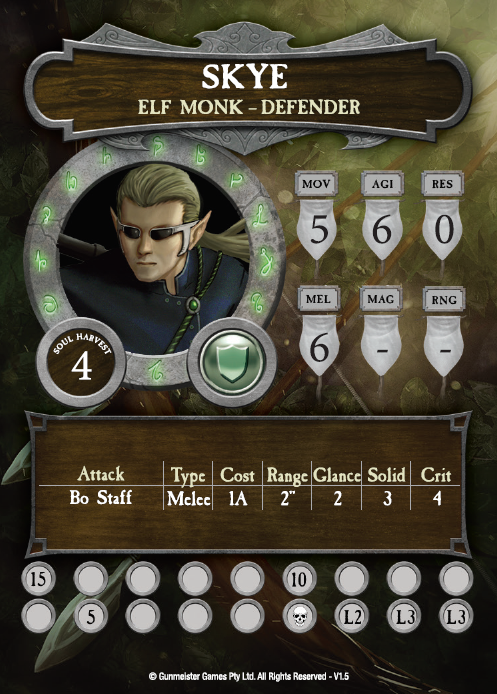 SKYE
ELF MONK - DEFENDER
MOV AGI RES
5 6 0
MEL MAG RNG
6 - -
SOUL HARVEST
4
Attack Type Cost Range Glance Solid Crit
Bo Staff Melee 1A 2" 2 3 4
15 10
5 L2 L3 L3
© Gunmeister Games Pty Ltd. All Rights Reserved - V1.5